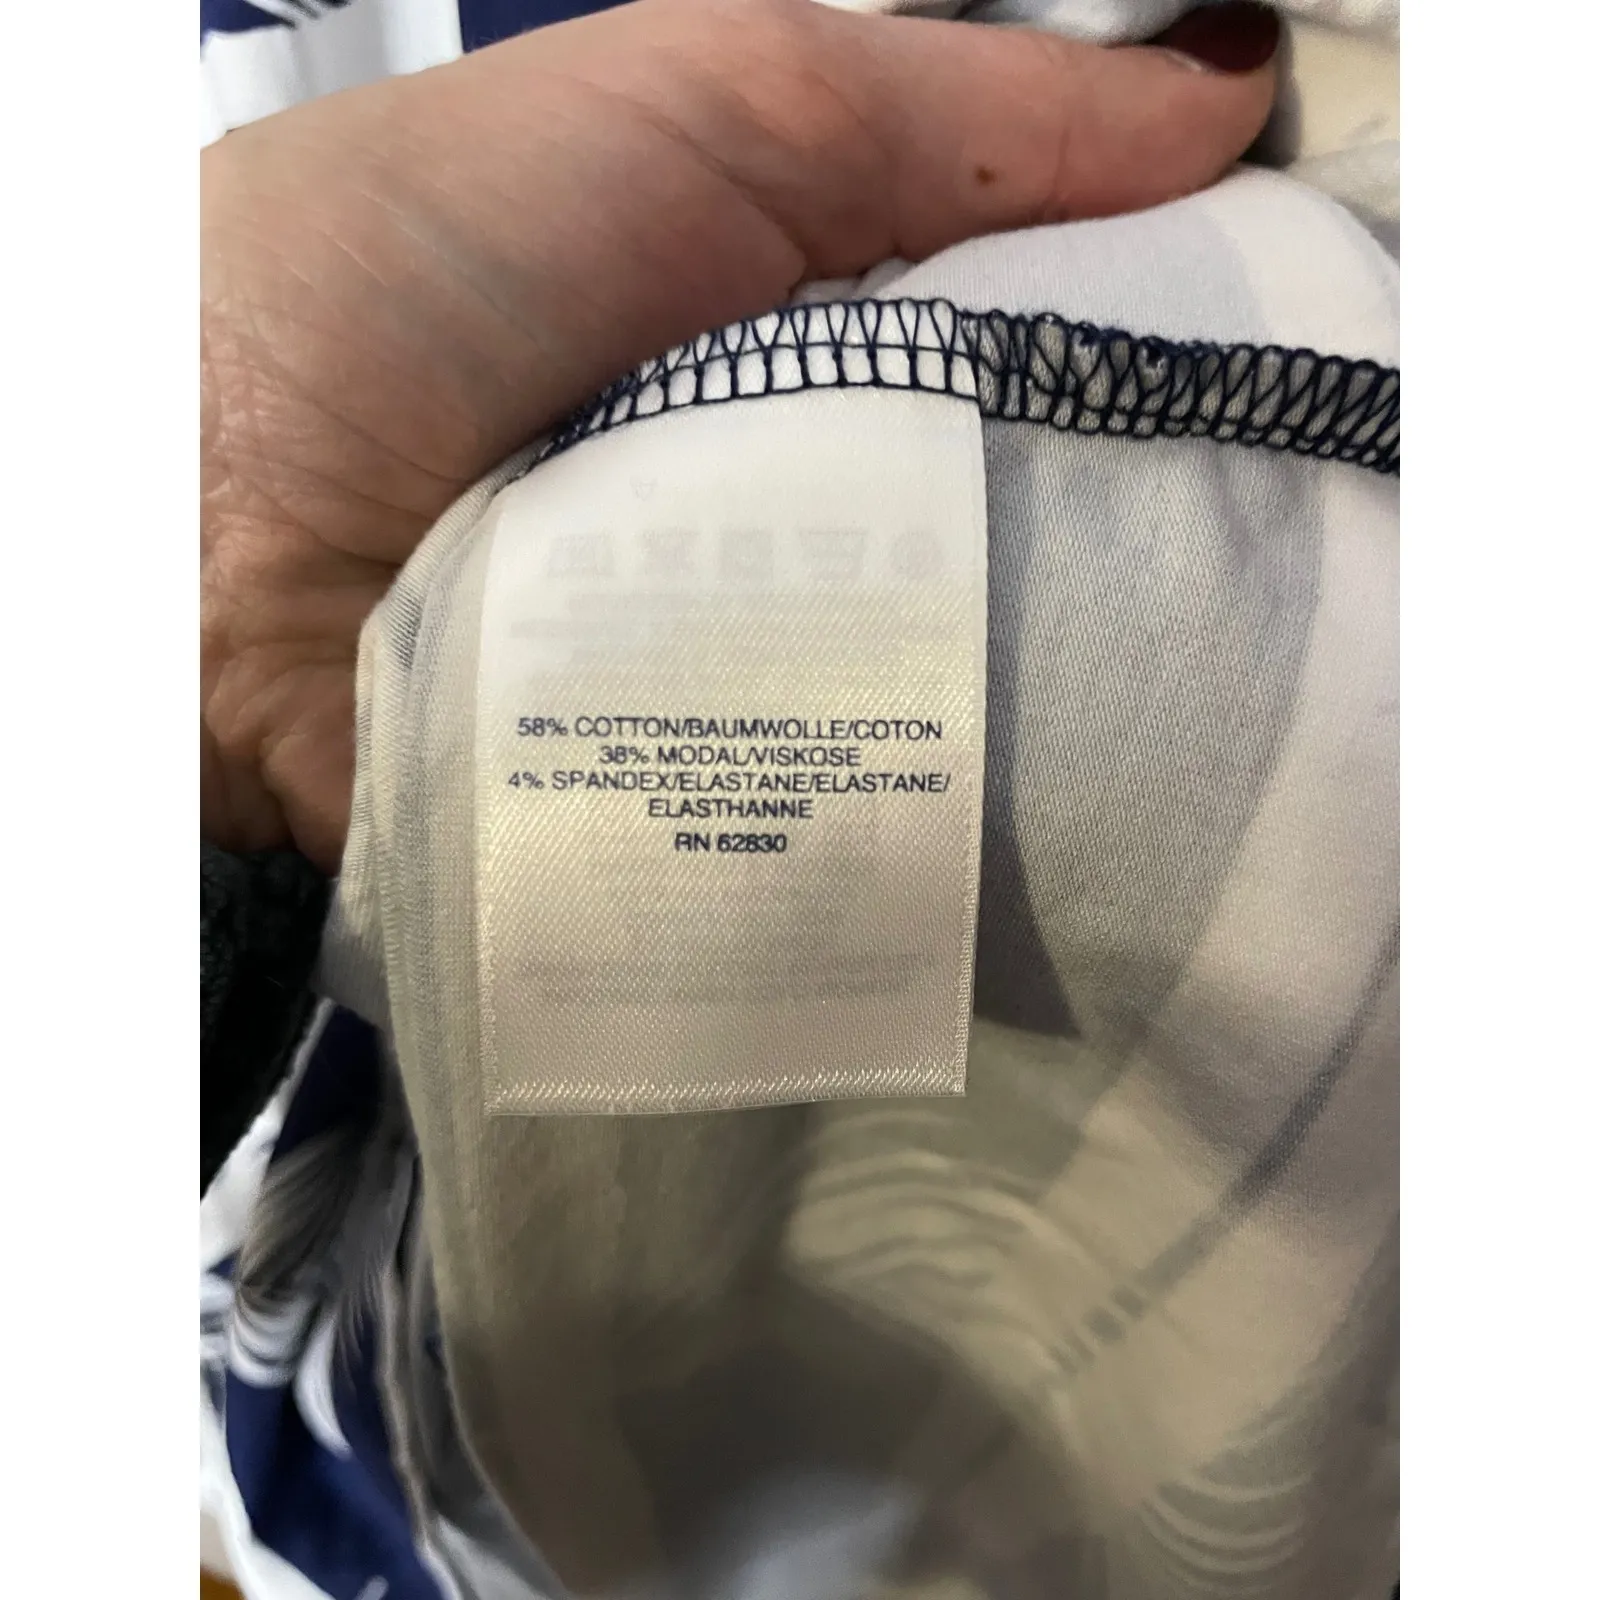 58% COTTON/BAUMWOLLE/COTON
38% MODAL/VISKOSE
4% SPANDEX/ELASTANE/ELASTANE/
ELASTHANNE
RN 62830